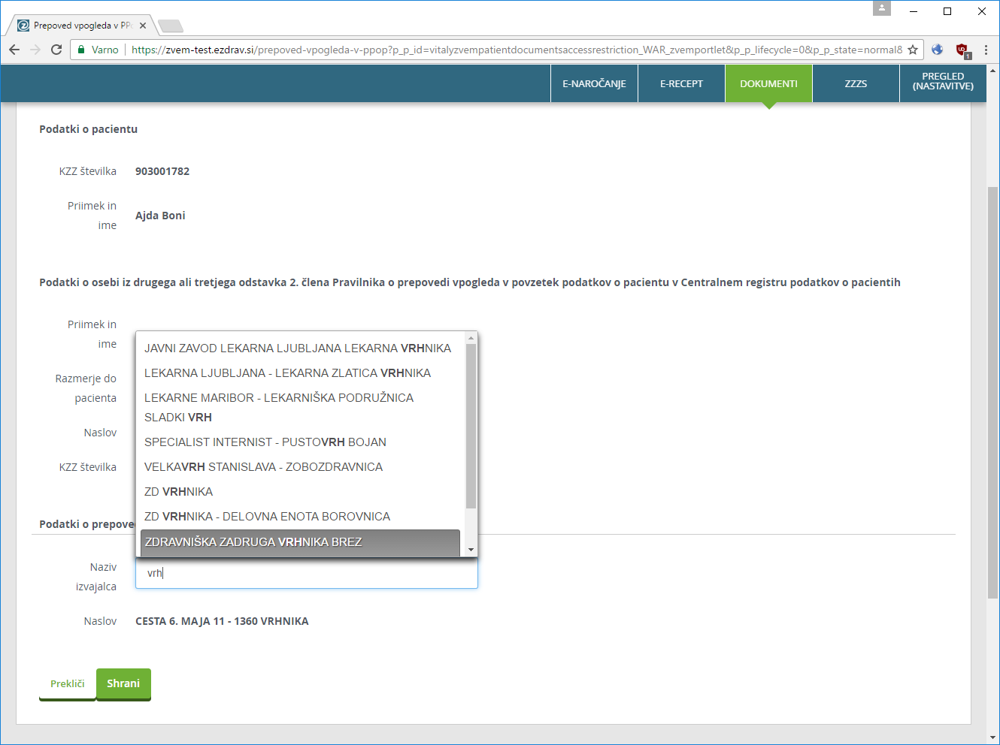 Prepoved vpogleda v PPo
Varno
https://zvem-test.ezdrav.si/prepoved-vpogleda-v-ppop?p_p_id=vitalyzvempatientdocumentsaccessrestriction_WAR_zvemportlet&p_p_lifecycle=0&p_p_state=normal&
1
E-NAROČANJE
E-RECEPT
DOKUMENTI
ZZZS
PREGLED
(NASTAVITVE)
Podatki o pacientu
KZZ številka 903001782
Priimek in
ime
Ajda Boni
Podatki o osebi iz drugega ali tretjega odstavka 2. člena Pravilnika o prepovedi vpogleda v povzetek podatkov o pacientu v Centralnem registru podatkov o pacientih
Priimek in
ime
Razmerje do
pacienta
Naslov
KZZ številka
JAVNI ZAVOD LEKARNA LJUBLJANA LEKARNA VRHNIKA
LEKARNA LJUBLJANA - LEKARNA ZLATICA VRHNIKA
LEKARNE MARIBOR - LEKARNIŠKA PODRUŽNICA
SLADKI VRH
SPECIALIST INTERNIST - PUSTOVRH BOJAN
VELKAVRH STANISLAVA - ZOBOZDRAVNICA
ZD VRHNIKA
ZD VRHNIKA - DELOVNA ENOTA BOROVNICA
ZDRAVNIŠKA ZADRUGA VRHNIKA BREZ
Podatki o prepoved
Naziv
izvajalca
vrh
Naslov CESTA 6. MAJA 11 - 1360 VRHNIKA
Prekliči
Shrani